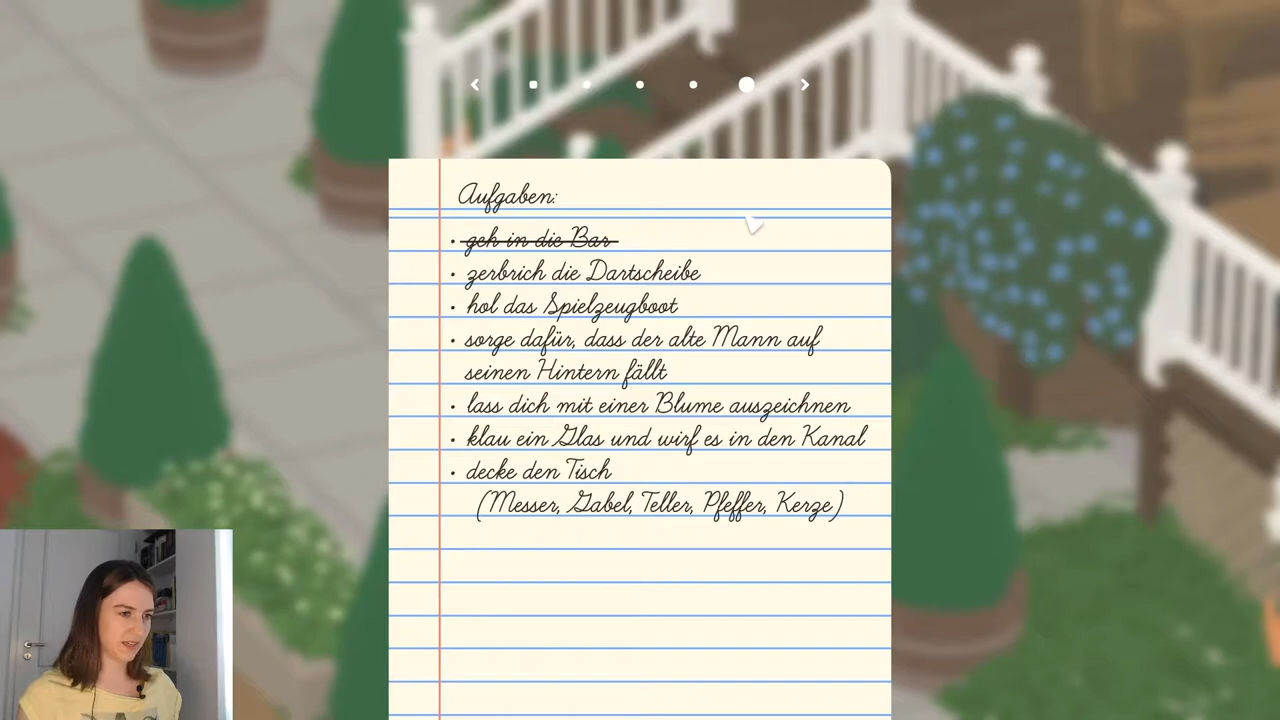 Aufgaben:
• geh in die Bar
• zerbrich die Dartscheibe
• hol das Spielzeugboot
• sorge dafür, dass der alte Mann auf
seinen Hintern fällt
• lass dich mit einer Blume auszeichnen
• klau ein Glas und wirf es in den Kanal
• decke den Tisch
(Messer, Gabel, Teller, Pfeffer, Kerze)